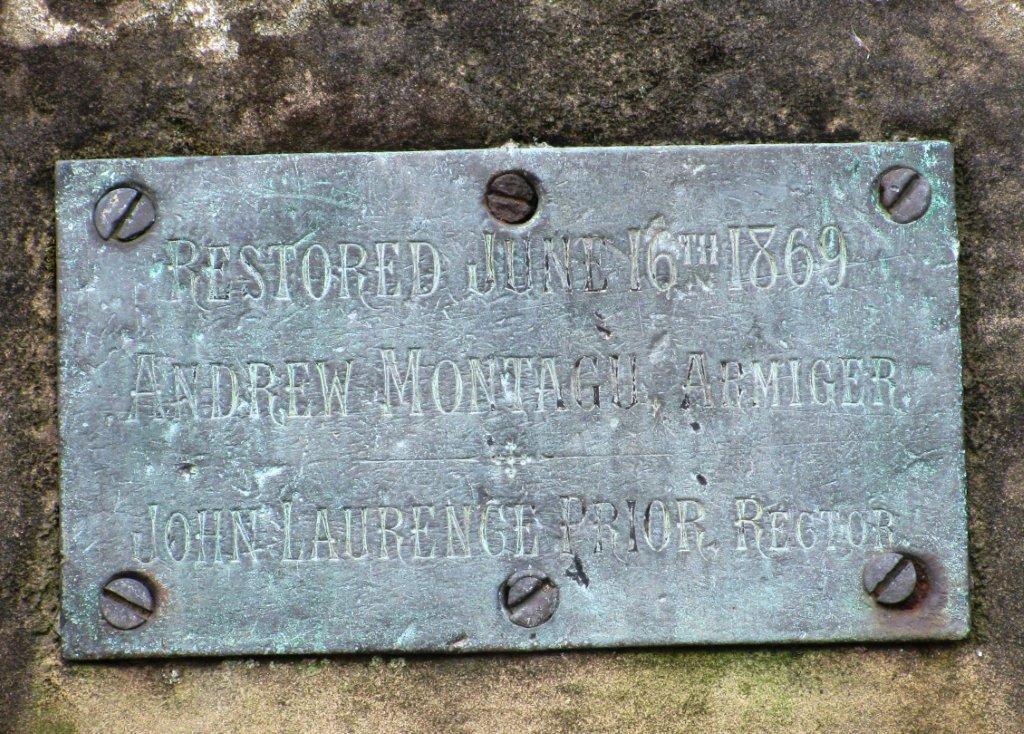 RESTORED JUNE 16TH 1869
ANDREW MONTAGU, ARMIGER.
JOHN LAURENCE PRIOR. RECTOR.